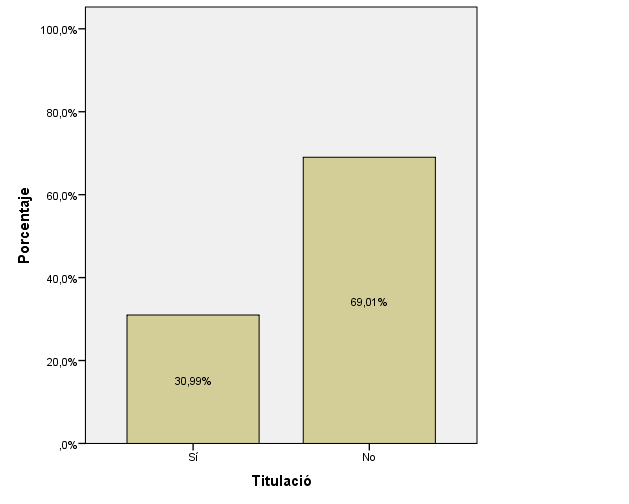 100,0%
80,0%
60,0%
40,0%
20,0%
,0%
Porcentaje
30,99%
69,01%
Sí
No
Titulació